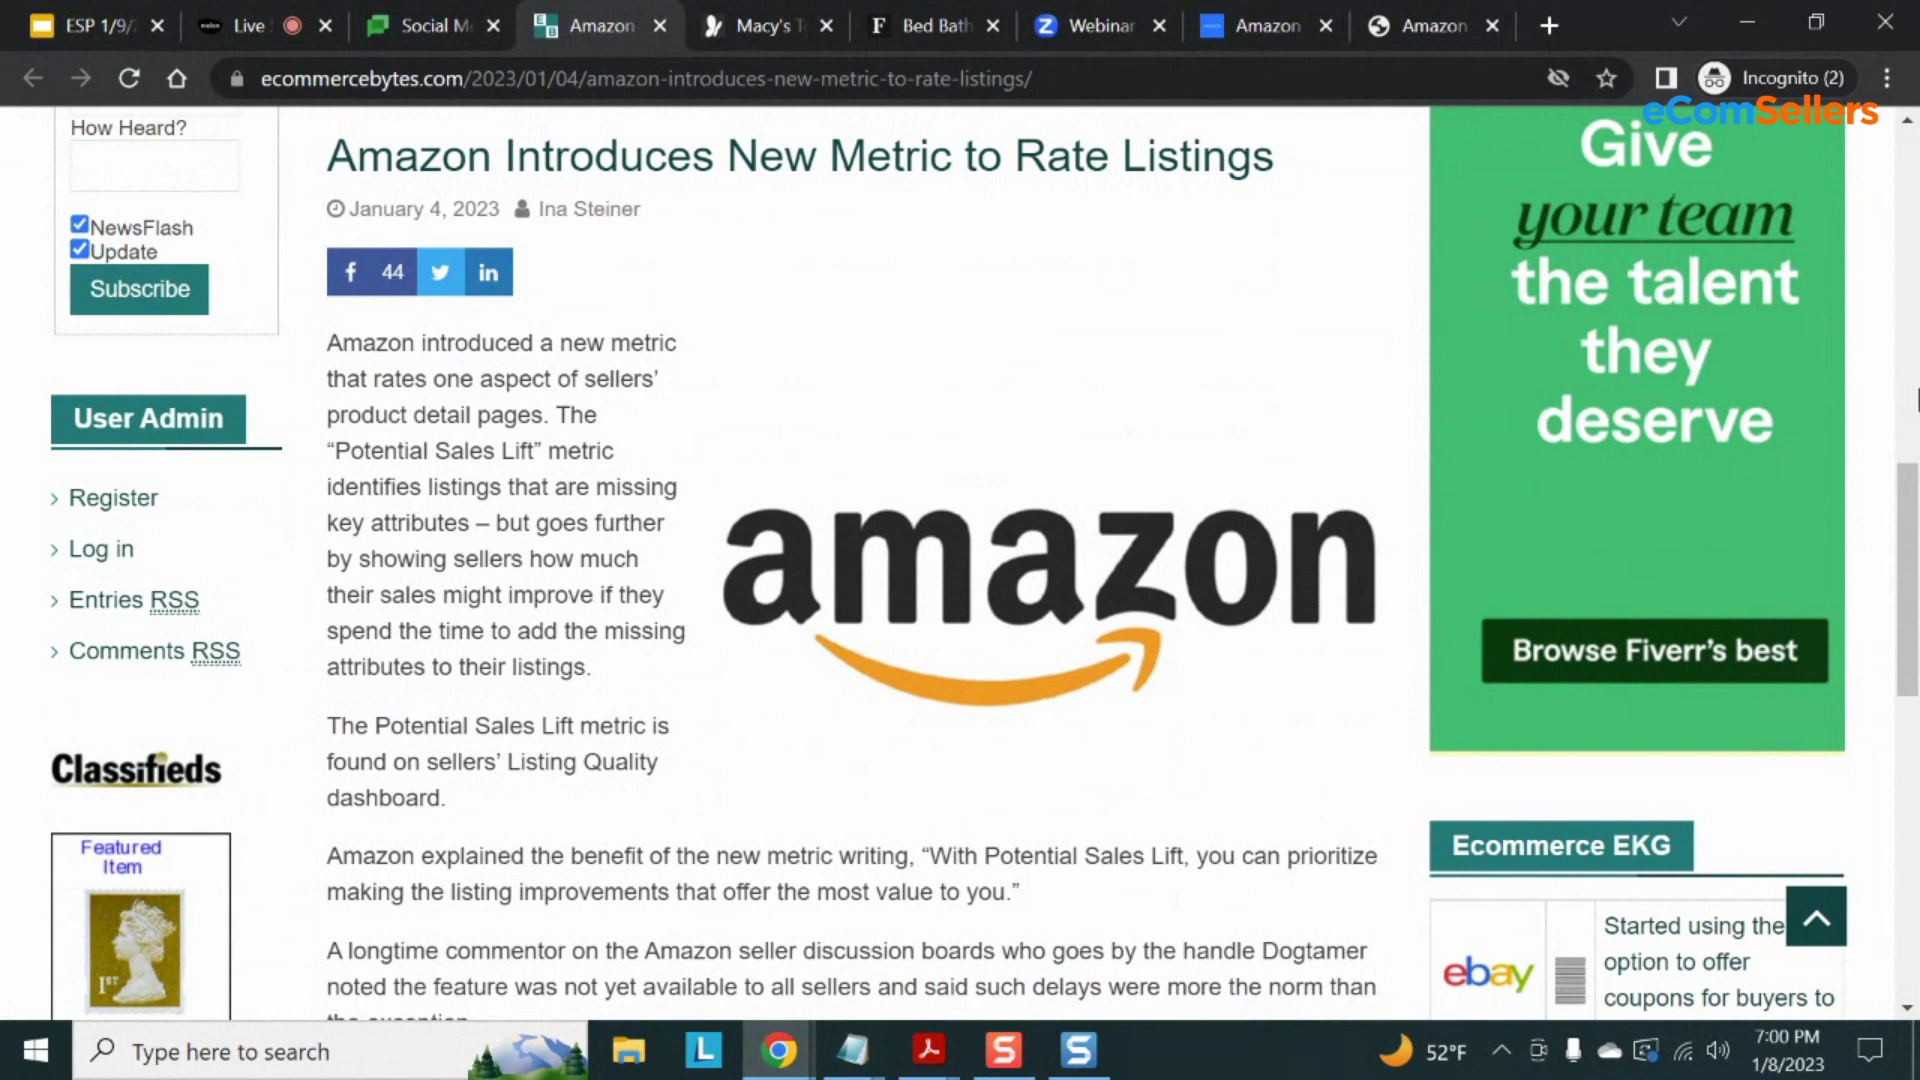 ESP 1/9/
Live
Social M
Amazon
Macy's T
Bed Bath
Webinar
Amazon
Amazon
ecommercebytes.com/2023/01/04/amazon-introduces-new-metric-to-rate-listings/
Incognito (2)
eComSellers
How Heard?
NewsFlash
Update
Subscribe
User Admin
Register
Log in
Entries RSS
Comments RSS
Classifieds
Featured
Item
1ST
Amazon Introduces New Metric to Rate Listings
January 4, 2023 Ina Steiner
f 44 in
Amazon introduced a new metric
that rates one aspect of sellers’
product detail pages. The
“Potential Sales Lift” metric
identifies listings that are missing
key attributes – but goes further
by showing sellers how much
their sales might improve if they
spend the time to add the missing
attributes to their listings.
amazon
The Potential Sales Lift metric is
found on sellers’ Listing Quality
dashboard.
Amazon explained the benefit of the new metric writing, “With Potential Sales Lift, you can prioritize
making the listing improvements that offer the most value to you.”
A longtime commentor on the Amazon seller discussion boards who goes by the handle Dogtamer
noted the feature was not yet available to all sellers and said such delays were more the norm than
the exception
Give
your team
the talent
they
deserve
Browse Fiverr's best
Ecommerce EKG
ebay
Started using the
option to offer
coupons for buyers to
Type here to search
52°F
7:00 PM
1/8/2023